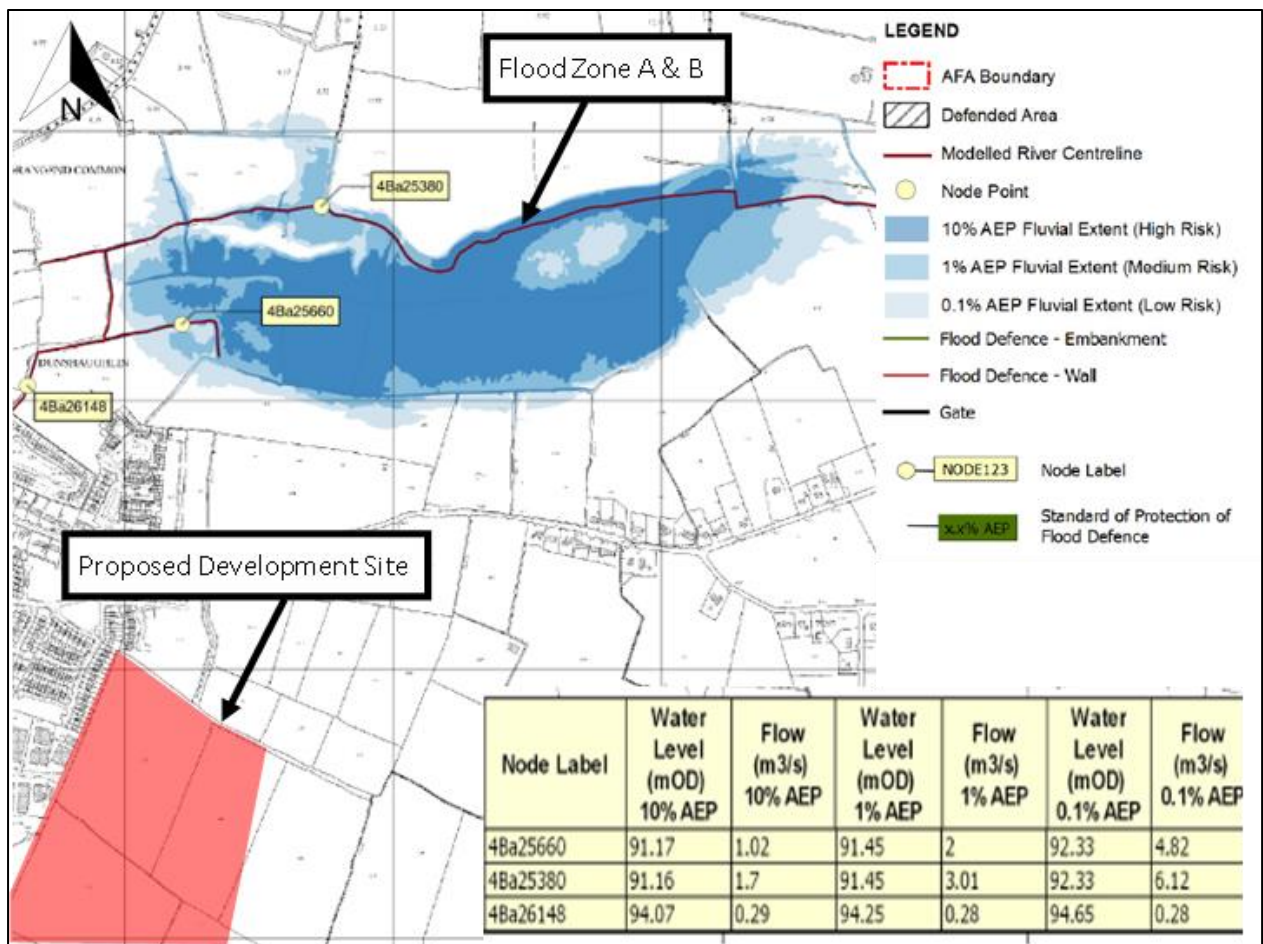 LEGEND
Flood Zone A & B
AFA Boundary
Defended Area
N
Modelled River Centreline
4Ba25380
Node Point
10% AEP Fluvial Extent (High Risk)
1% AEP Fluvial Extent (Medium Risk)
4Ba25660
0.1% AEP Fluvial Extent (Low Risk)
Flood Defence - Embankment
DUNSHAUGHLIN
Flood Defence - Wall
4Ba26148
Gate
NODE123 Node Label
x.x% AEP Standard of Protection of
Flood Defence
Proposed Development Site
Node Label
Water
Level
(mOD)
10% AEP
Flow
(m3/s)
10% AEP
Water
Level
(mOD)
1% AEP
Flow
(m3/s)
1% AEP
Water
Level
(mOD)
0.1% AEP
Flow
(m3/s)
0.1% AEP
4Ba25660 91.17 1.02 91.45 2 92.33 4.82
4Ba25380 91.16 1.7 91.45 3.01 92.33 6.12
4Ba26148 94.07 0.29 94.25 0.28 94.65 0.28